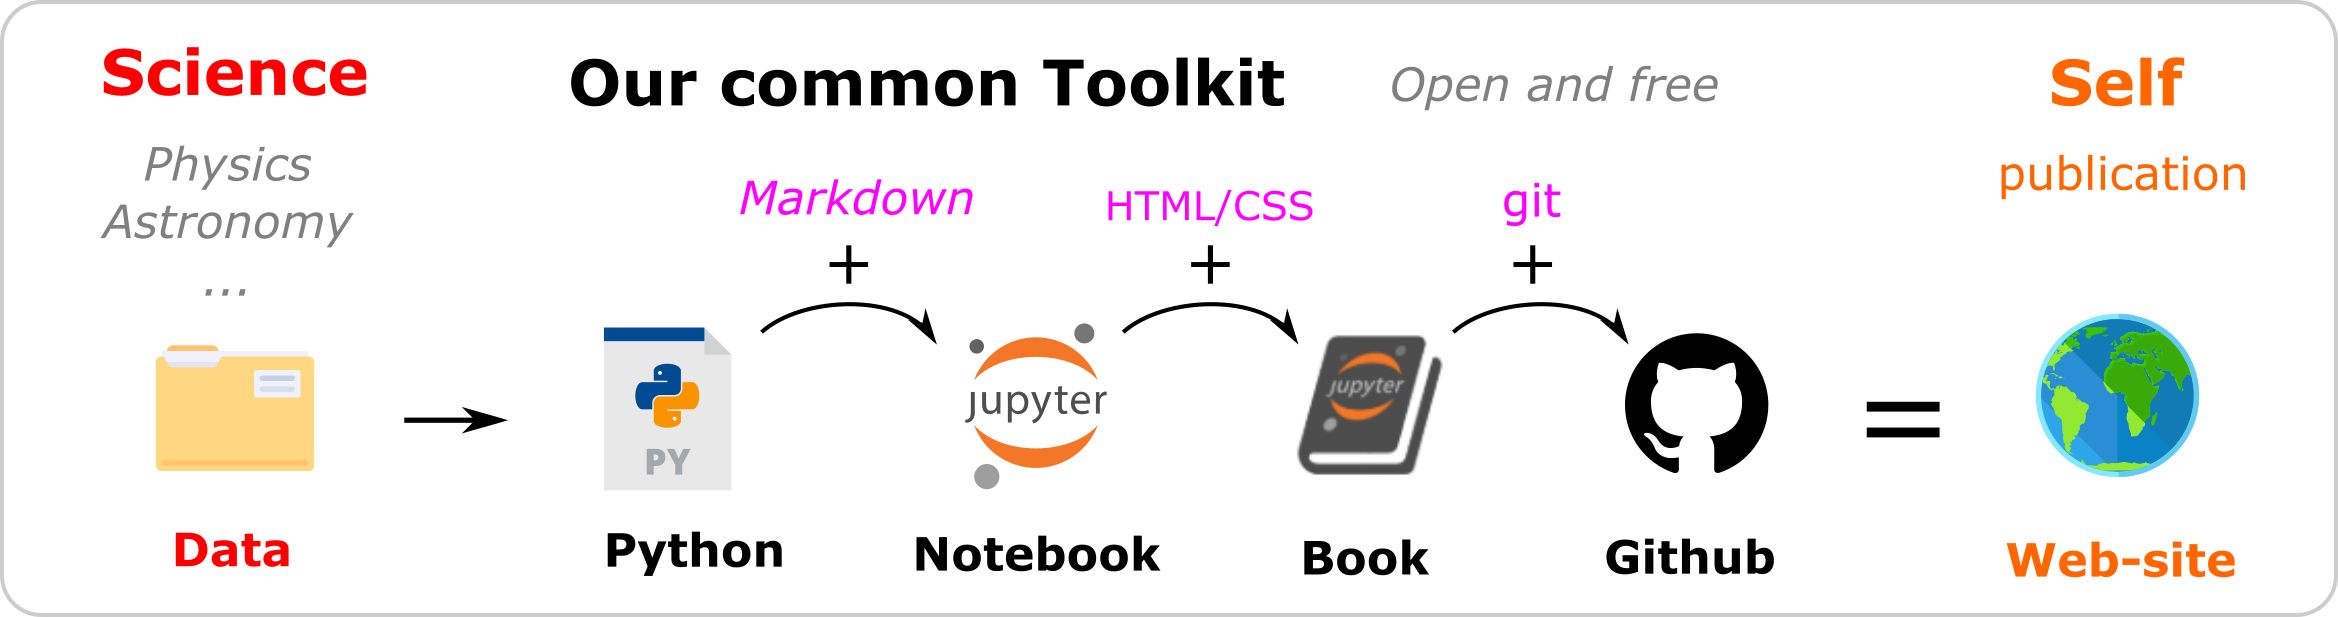 Science
Physics
Astronomy
...
Data
Our common Toolkit
Open and free
Markdown
+
HTML/CSS
+
git
+
PY
Python
jupyter
Notebook
jupyter
Book
Github
=
Self
publication
Web-site